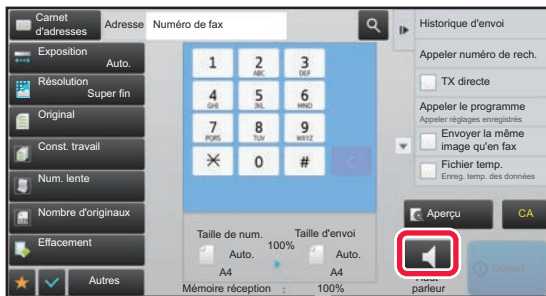 Carnet
d'adresses
Adresse
Numéro de fax
Exposition
Auto.
Résolution
Super fin
Original
Const. travail
Num. lente
Nombre d'originaux
Effacement
Autres
1
2
ABC
3
DEF
4
GHI
5
JKL
6
MNO
7
PQRS
8
TUV
9
WXYZ
0
#
C
Taille de num.
Auto.
A4
100%
Taille d'envoi
Auto.
A4
Mémoire réception : 100%
Historique d'envoi
Appeler numéro de rech.
TX directe
Appeler le programme
Appeler réglages enregistrés
Envoyer la même
image qu'en fax
Fichier temp.
Enreg. temp. des données
Aperçu
CA
Haut
parleur
Départ